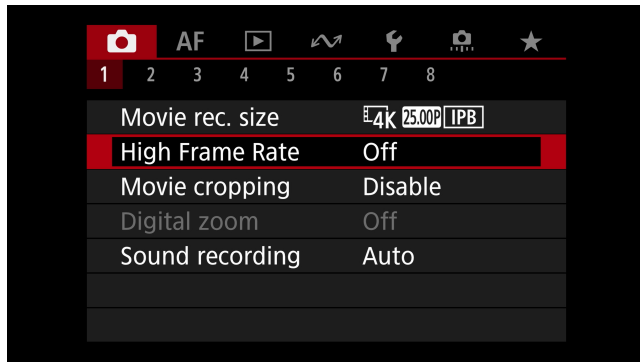 AF
1 2 3 4 5 6 7 8
Movie rec. size 4K 25.00P IPB
High Frame Rate Off
Movie cropping Disable
Digital zoom Off
Sound recording Auto